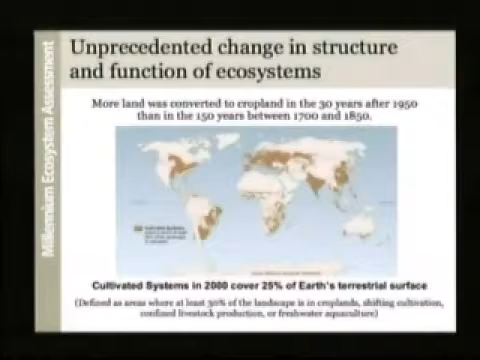 Millennium Ecosystem Assessment
Unprecedented change in structure
and function of ecosystems
More land was converted to cropland in the 30 years after 1950
than in the 150 years between 1700 and 1850.
Cultivated Systems in 2000 cover 25% of Earth's terrestrial surface
(Defined as areas where at least 30% of the landscape is in croplands, shifting cultivation,
confined livestock production, or freshwater aquaculture)